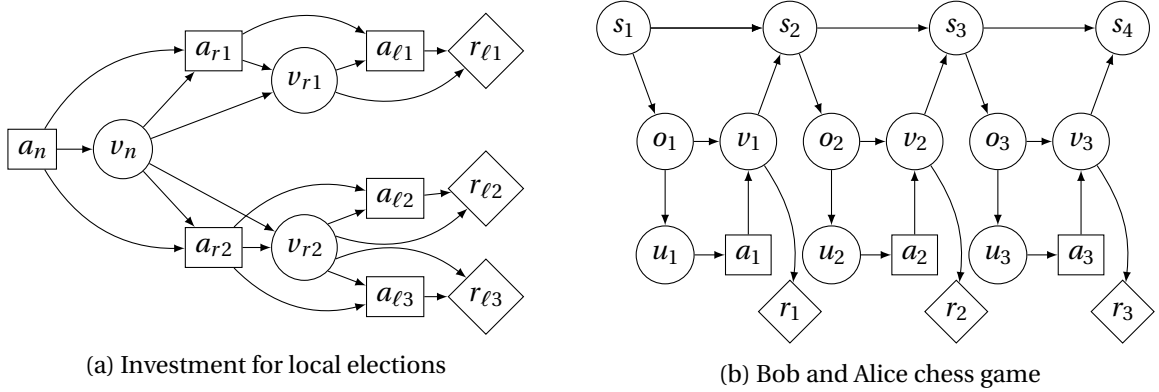 a_n
v_n
a_{r1}
v_{r1}
a_{ℓ1}
r_{ℓ1}
a_{r2}
v_{r2}
a_{ℓ2}
r_{ℓ2}
a_{ℓ3}
r_{ℓ3}
(a) Investment for local elections
s_1 s_2 s_3 s_4
o_1 v_1 o_2 v_2 o_3 v_3
u_1 a_1 u_2 a_2 u_3 a_3
r_1 r_2 r_3
(b) Bob and Alice chess game